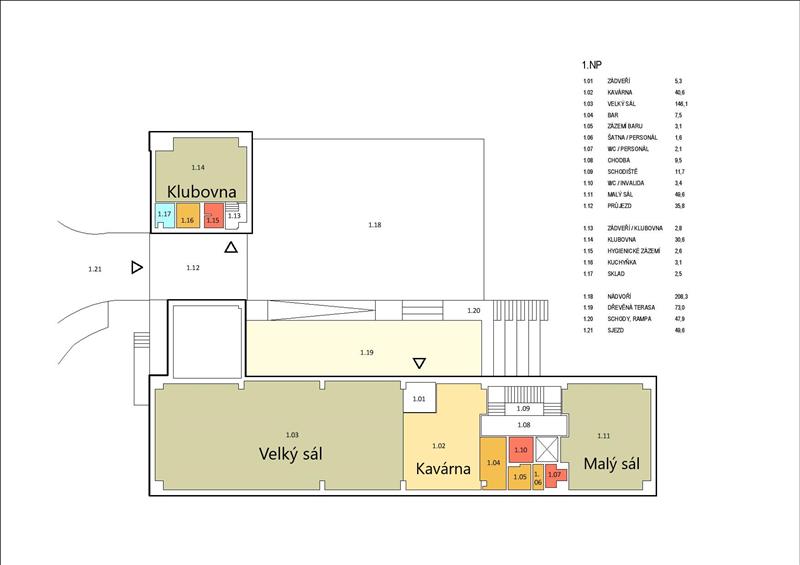 1.NP
1.01 ZÁDVEŘÍ 5,3
1.02 KAVÁRNA 40,6
1.03 VELKÝ SÁL 146,1
1.04 BAR 7,5
1.05 ZÁZEMÍ BARU 3,1
1.06 ŠATNA / PERSONÁL 1,6
1.07 WC / PERSONÁL 2,1
1.08 CHODBA 9,5
1.09 SCHODIŠTĚ 11,7
1.10 WC / INVALIDA 3,4
1.11 MALÝ SÁL 49,6
1.12 PRŮJEZD 35,8
1.13 ZÁDVEŘÍ / KLUBOVNA 2,8
1.14 KLUBOVNA 30,6
1.15 HYGIENICKÉ ZÁZEMÍ 2,6
1.16 KUCHYŇKA 3,1
1.17 SKLAD 2,5
1.18 NÁDVOŘÍ 208,3
1.19 DŘEVĚNÁ TERASA 73,0
1.20 SCHODY, RAMPA 47,9
1.21 SJEZD 49,6
1.14
Klubovna
1.17
1.16
1.15
1.13
1.18
1.21
1.12
1.20
1.19
1.01
1.09
1.08
1.03
Velký sál
1.02
Kavárna
1.04
1.10
1.05
1.
06
1.07
1.11
Malý sál